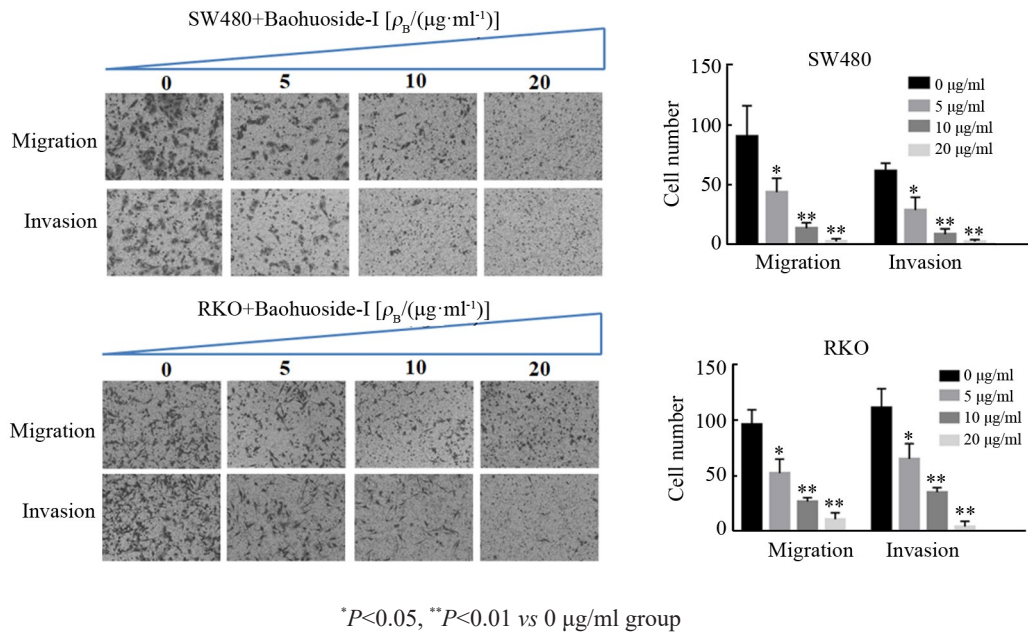 SW480+Baohuoside-I [ρB/(μg·ml-1)]
0 5 10 20
Migration
Invasion
SW480
150
100
50
0
Cell number
0 μg/ml
5 μg/ml
10 μg/ml
20 μg/ml
* ** ** * ** **
Migration Invasion
RKO+Baohuoside-I [ρB/(μg·ml-1)]
0 5 10 20
Migration
Invasion
RKO
150
100
50
0
Cell number
0 μg/ml
5 μg/ml
10 μg/ml
20 μg/ml
* ** ** * ** **
Migration Invasion
*P<0.05, **P<0.01 vs 0 μg/ml group